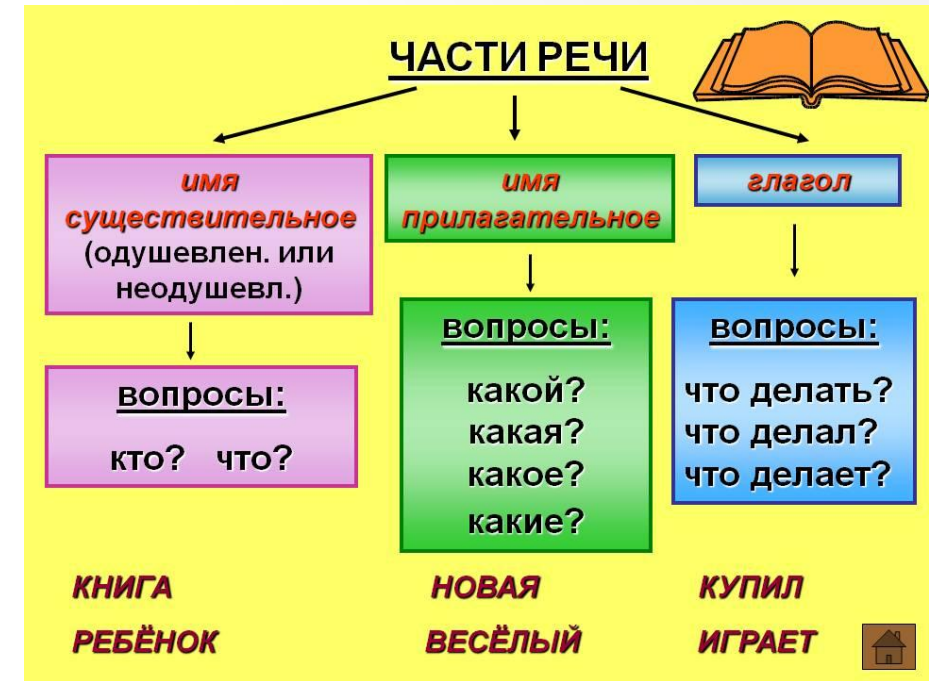 ЧАСТИ РЕЧИ
имя
существительное
(одушевлен. или
неодушевл.)
вопросы:
кто? что?
имя
прилагательное
вопросы:
какой?
какая?
какое?
какие?
глагол
вопросы:
что делать?
что делал?
что делает?
КНИГА НОВАЯ КУПИЛ
РЕБЁНОК ВЕСЁЛЫЙ ИГРАЕТ